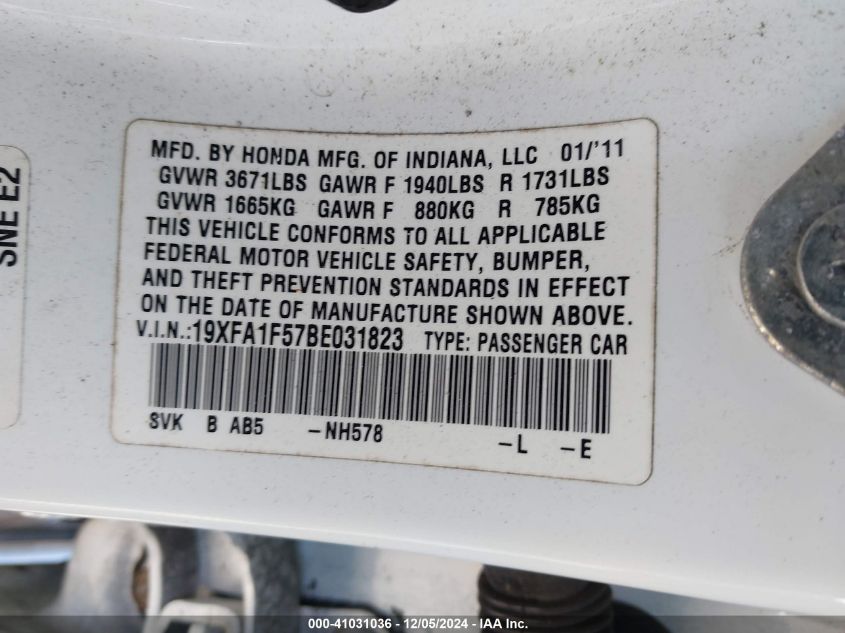 MFD. BY HONDA MFG. OF INDIANA, LLC 01/'11
GVWR 3671LBS GAWR F 1940LBS R 1731LBS
GVWR 1665KG GAWR F 880KG R 785KG
THIS VEHICLE CONFORMS TO ALL APPLICABLE
FEDERAL MOTOR VEHICLE SAFETY, BUMPER,
AND THEFT PREVENTION STANDARDS IN EFFECT
ON THE DATE OF MANUFACTURE SHOWN ABOVE.
V.I.N.:19XFA1F57BE031823 TYPE: PASSENGER CAR
SVK B AB5 -NH578 -L -E
SNE E2
000-41031036 - 12/05/2024 - IAA Inc.